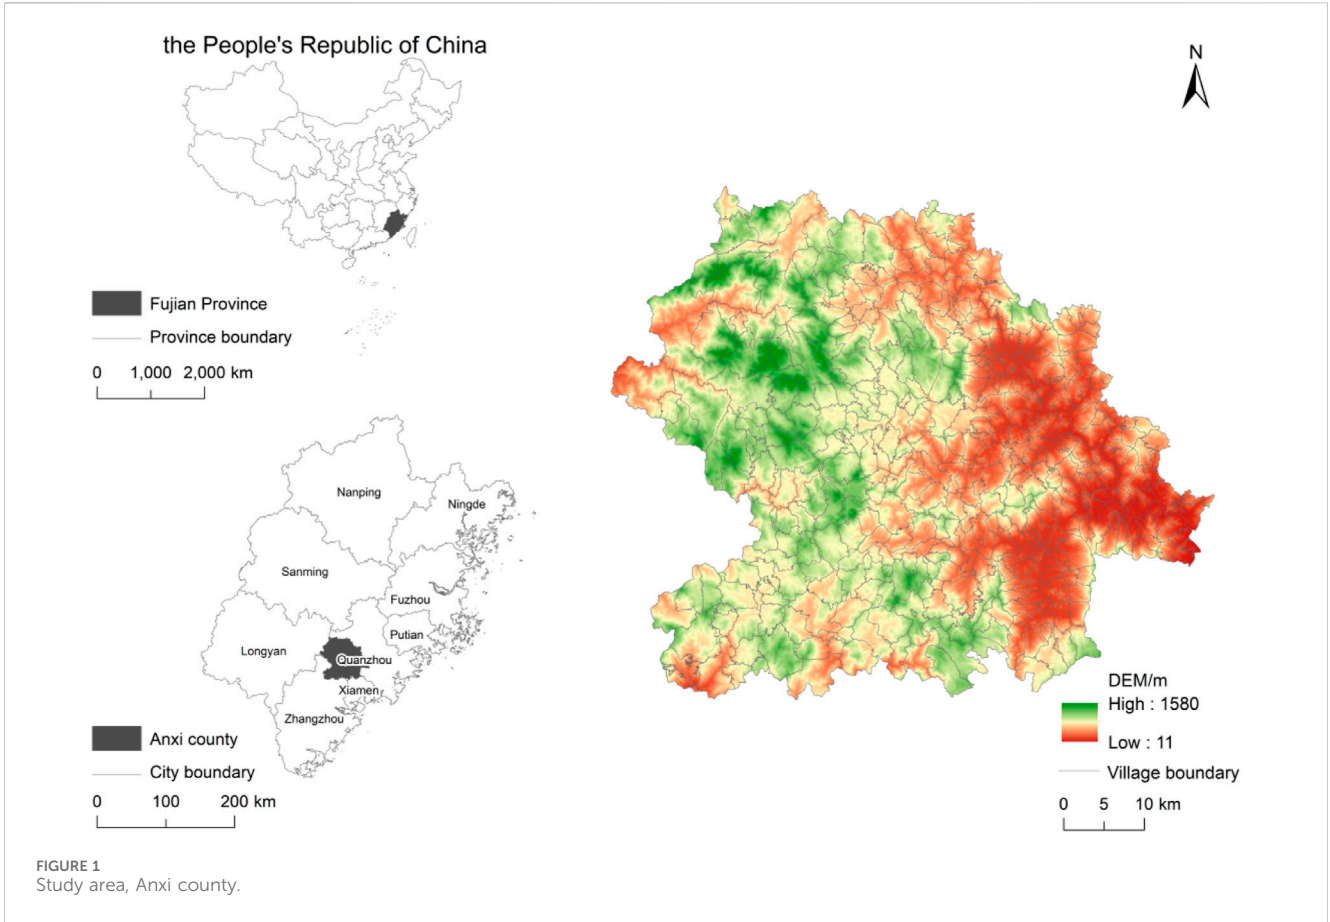 the People's Republic of China
Fujian Province
Province boundary
0 1,000 2,000 km
Nanping
Ningde
Sanming
Fuzhou
Putian
Longyan
Quanzhou
Xiamen
Zhangzhou
Anxi county
City boundary
0 100 200 km
N
DEM/m
High : 1580
Low : 11
Village boundary
0 5 10 km
FIGURE 1
Study area, Anxi county.